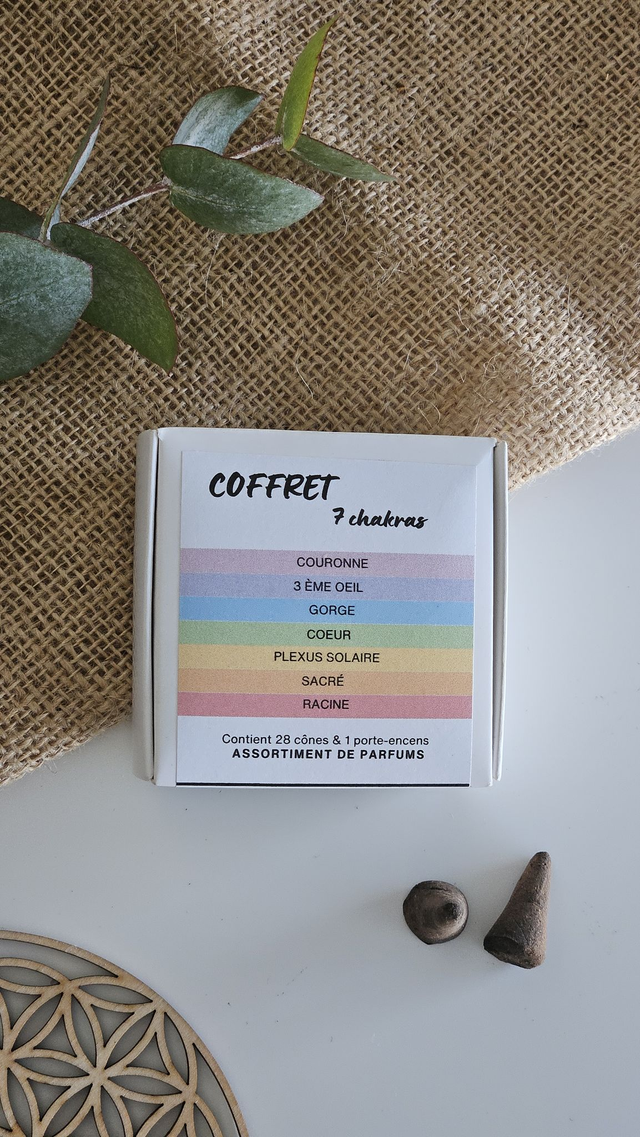 COFFRET
7 chakras
COURONNE
3 ÈME OEIL
GORGE
COEUR
PLEXUS SOLAIRE
SACRÉ
RACINE
Contient 28 cônes & 1 porte-encens
ASSORTIMENT DE PARFUMS